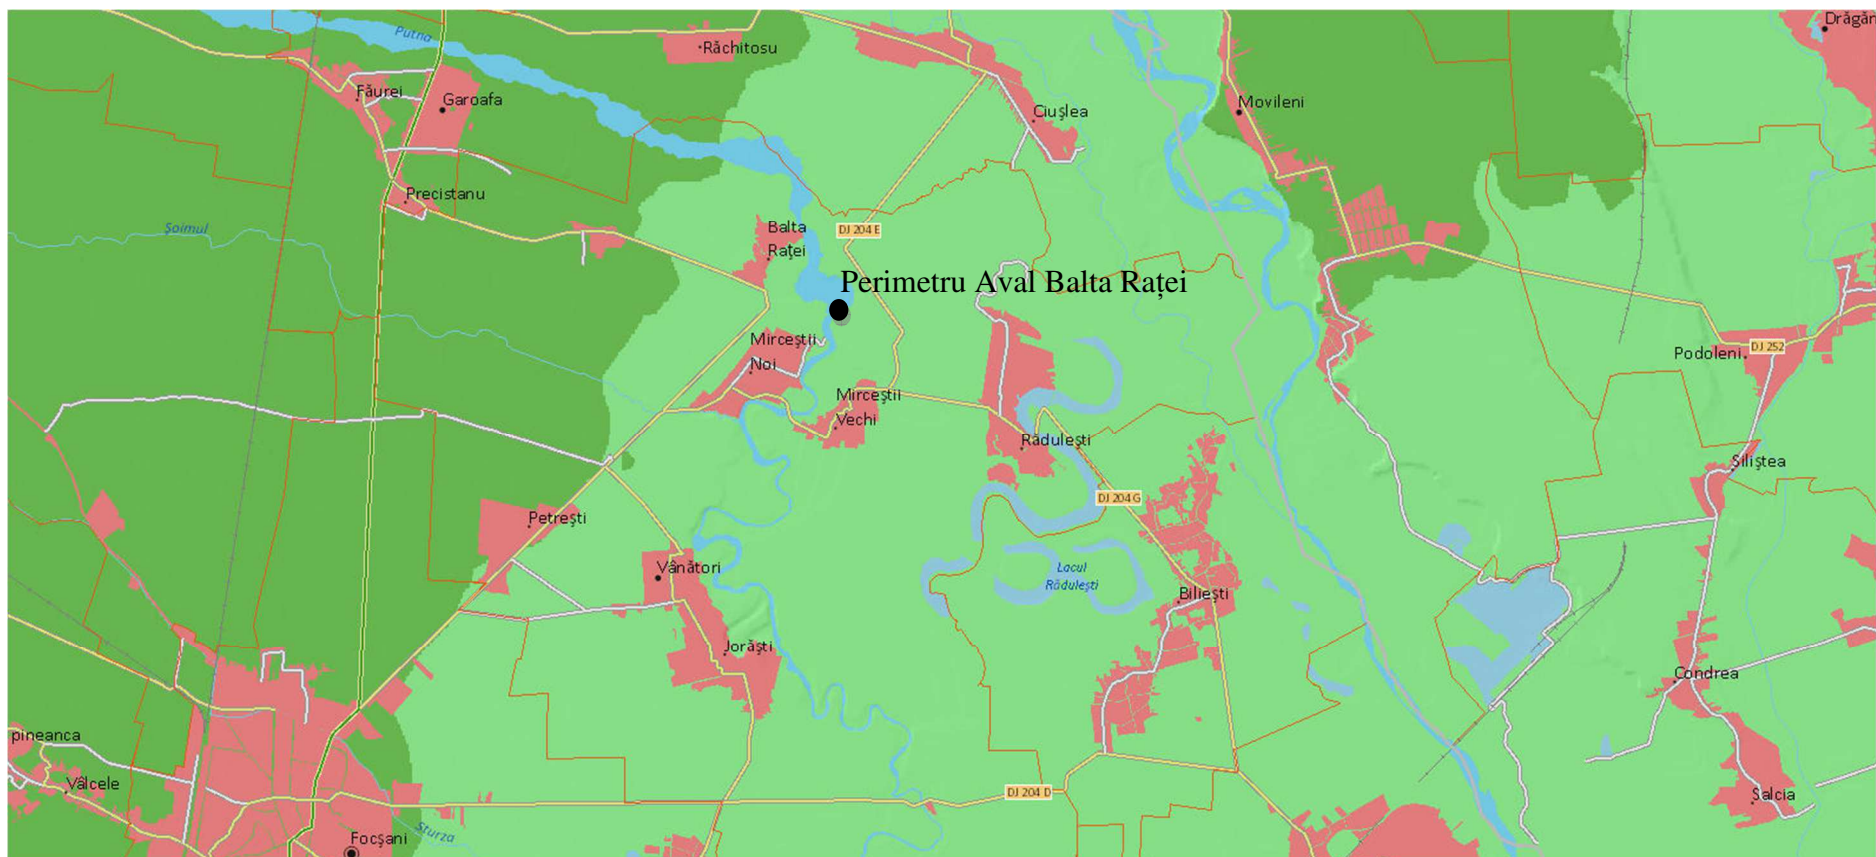 Putna
Răchitosu
Drăgăn
Făurei
Garoafa
Ciuşlea
Movileni
Precistanu
Şoimul
Balta
Raţei
DJ 204 E
Perimetru Aval Balta Rației
Mirceştii
Noi
DJ 252
Podoleni
Mirceştii
Vechi
Răduleşti
Siliştea
DJ 204 G
Petreşti
Vânători
Lacul
Răduleşti
Bilieşti
Jorăşti
Condrea
pineanca
Vâlcele
DJ 204 D
Salcia
Sturza
Focşani